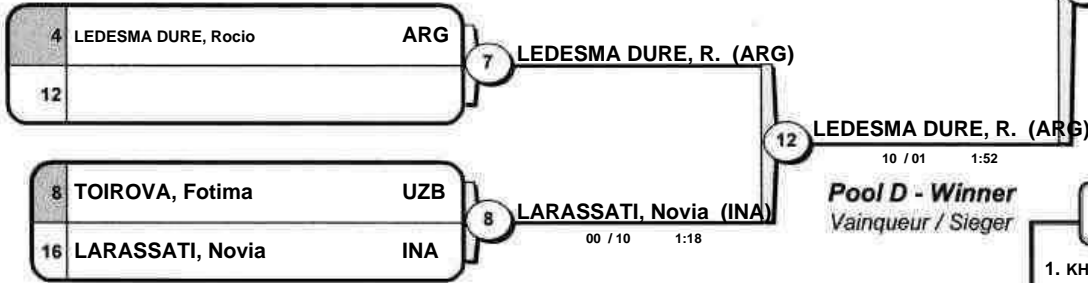 4 LEDESMA DURE, Rocio ARG
12
7 LEDESMA DURE, R. (ARG)
8 TOIROVA, Fotima UZB
16 LARASSATI, Novia INA
8 LARASSATI, Novia (INA)
00 / 10 1:18
12 LEDESMA DURE, R. (ARG)
10 / 01 1:52
Pool D - Winner
Vainqueur / Sieger
1. KH